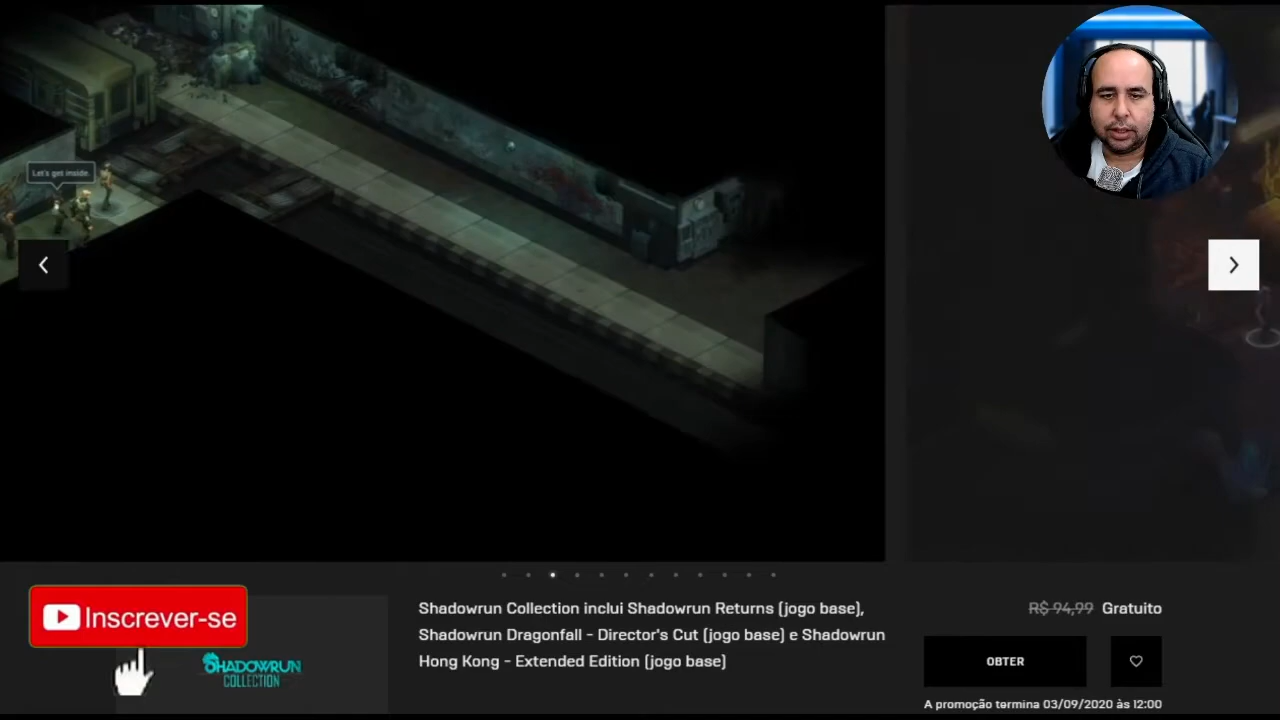 Let's get inside.
Shadowrun Collection inclui Shadowrun Returns (jogo base),
Shadowrun Dragonfall - Director's Cut (jogo base) e Shadowrun
Hong Kong - Extended Edition (jogo base)
R$ 94,99 Gratuito
Inscrever-se
SHADOWRUN
COLLECTION
OBTER
A promoção termina 03/09/2020 às 12:00